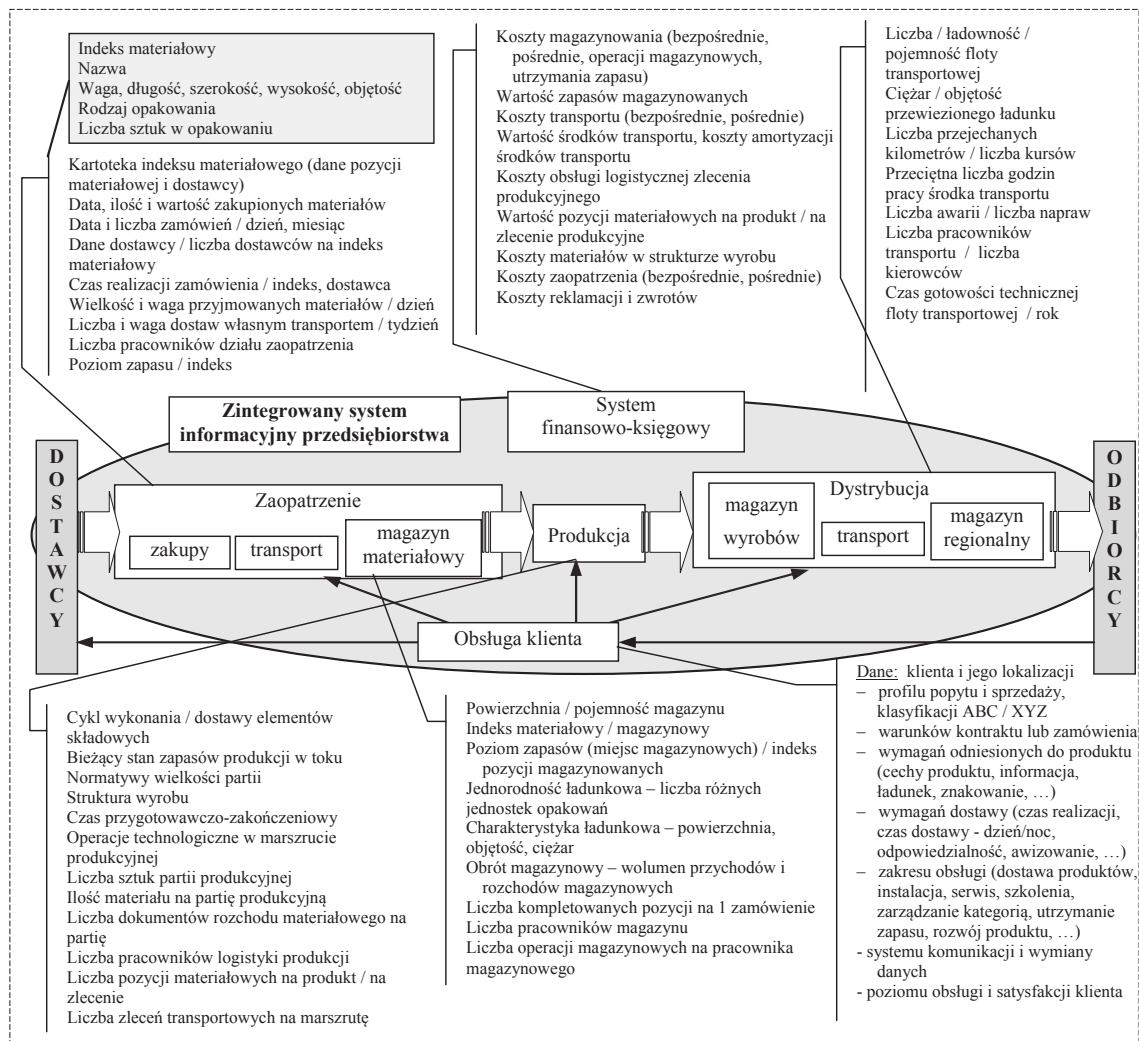 Indeks materiałowy
Nazwa
Waga, długość, szerokość, wysokość, objętość
Rodzaj opakowania
Liczba sztuk w opakowaniu
Kartoteka indeksu materiałowego (dane pozycji
materiałowej i dostawcy)
Data, ilość i wartość zakupionych materiałów
Data i liczba zamówień / dzień, miesiąc
Dane dostawcy / liczba dostawców na indeks
materiałowy
Czas realizacji zamówienia / indeks, dostawca
Wielkość i waga przyjmowanych materiałów / dzień
Liczba i waga dostaw własnym transportem / tydzień
Liczba pracowników działu zaopatrzenia
Poziom zapasu / indeks
Koszty magazynowania (bezpośrednie,
pośrednie, operacji magazynowych,
utrzymania zapasu)
Wartość zapasów magazynowanych
Koszty transportu (bezpośrednie, pośrednie)
Wartość środków transportu, koszty amortyzacji
środków transportu
Koszty obsługi logistycznej zlecenia
produkcyjnego
Wartość pozycji materiałowych na produkt / na
zlecenie produkcyjne
Koszty materiałów w strukturze wyrobu
Koszty zaopatrzenia (bezpośrednie, pośrednie)
Koszty reklamacji i zwrotów
Liczba / ładowność /
pojemność floty
transportowej
Ciężar / objętość
przewiezionego ładunku
Liczba przejechanych
kilometrów / liczba kursów
Przeciętna liczba godzin
pracy środka transportu
Liczba awarii / liczba napraw
Liczba pracowników
transportu / liczba
kierowców
Czas gotowości technicznej
floty transportowej / rok
Zintegrowany system
informacyjny przedsiębiorstwa
System
finansowo-księgowy
DOSTAWCY
Zaopatrzenie
zakupy
transport
magazyn
materiałowy
Produkcja
Dystrybucja
magazyn
wyrobów
transport
magazyn
regionalny
ODBIORCY
Obsługa klienta
Cykl wykonania / dostawy elementów
składowych
Bieżący stan zapasów produkcji w toku
Normatywy wielkości partii
Struktura wyrobu
Czas przygotowawczo-zakończeniowy
Operacje technologiczne w marszrucie
produkcyjnej
Liczba sztuk partii produkcyjnej
Ilość materiału na partię produkcyjną
Liczba dokumentów rozchodu materiałowego na
partię
Liczba pracowników logistyki produkcji
Liczba pozycji materiałowych na produkt / na
zlecenie
Liczba zleceń transportowych na marszrutę
Powierzchnia / pojemność magazynu
Indeks materiałowy / magazynowy
Poziom zapasów (miejsc magazynowych) / indeks
pozycji magazynowanych
Jednorodność ładunkowa – liczba różnych
jednostek opakowań
Charakterystyka ładunkowa – powierzchnia,
objętość, ciężar
Obrót magazynowy – wolumen przychodów i
rozchodów magazynowych
Liczba kompletowanych pozycji na 1 zamówienie
Liczba pracowników magazynu
Liczba operacji magazynowych na pracownika
magazynowego
Dane: klienta i jego lokalizacji
– profilu popytu i sprzedaży,
klasyfikacji ABC / XYZ
– warunków kontraktu lub zamówienia
– wymagań odniesionych do produktu
(cechy produktu, informacja,
ładunek, znakowanie, …)
– wymagań dostawy (czas realizacji,
czas dostawy - dzień/noc,
odpowiedzialność, awizowanie, …)
– zakresu obsługi (dostawa produktów,
instalacja, serwis, szkolenia,
zarządzanie kategorią, utrzymanie
zapasu, rozwój produktu, …)
- systemu komunikacji i wymiany
danych
- poziomu obsługi i satysfakcji klienta